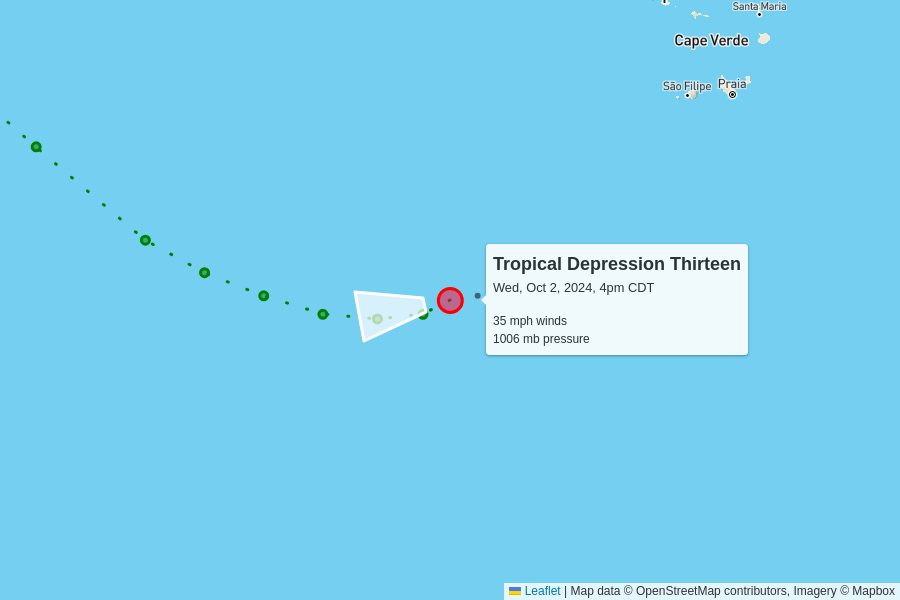 Santa Maria
Cape Verde
São Filipe
Praia
Tropical Depression Thirteen
Wed, Oct 2, 2024, 4pm CDT
35 mph winds
1006 mb pressure
Leaflet | Map data © OpenStreetMap contributors, Imagery © Mapbox